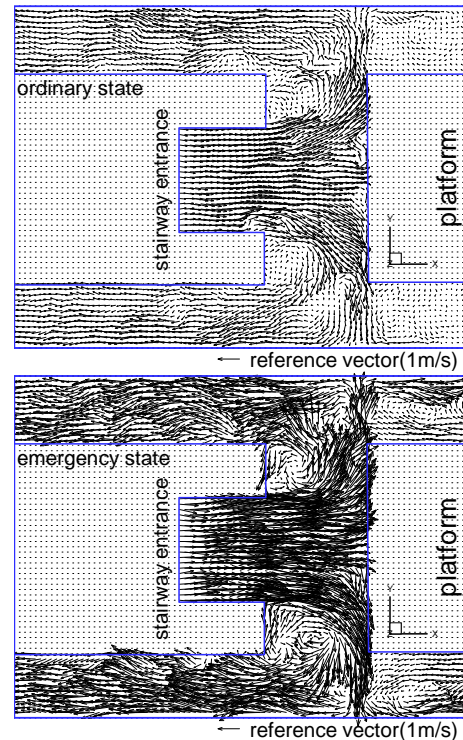 ordinary state
stairway entrance
platform
Y
Z
X
reference vector(1m/s)
emergency state
stairway entrance
platform
Y
Z
X
reference vector(1m/s)